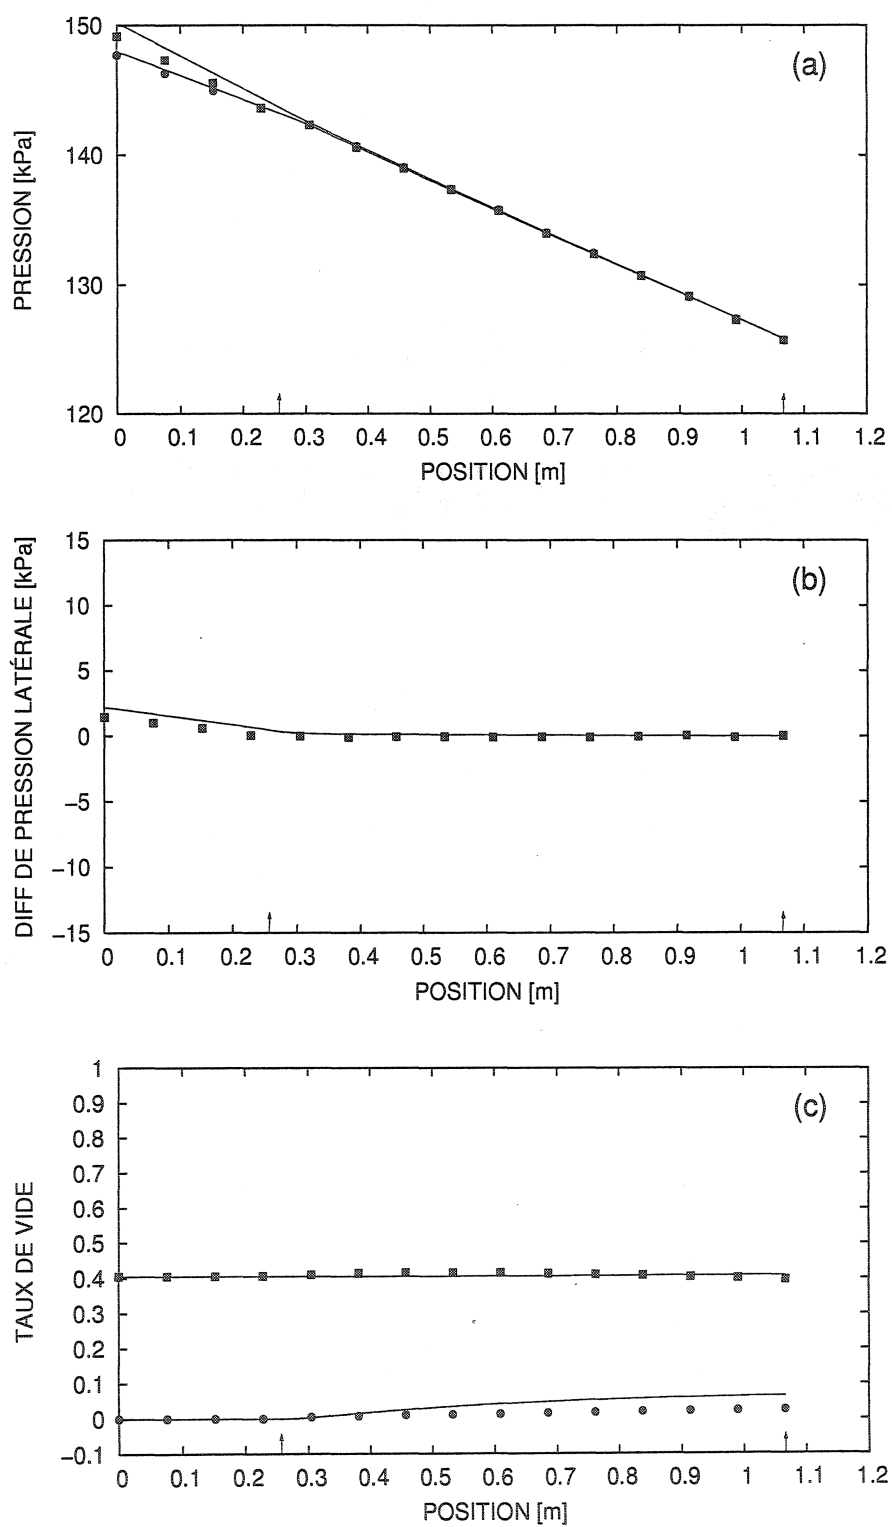 150
140
130
120
PRESSION [kPa]
(a)
0 0.1 0.2 0.3 0.4 0.5 0.6 0.7 0.8 0.9 1 1.1 1.2
POSITION [m]
15
10
5
0
−5
−10
−15
DIFF DE PRESSION LATÉRALE [kPa]
(b)
0 0.1 0.2 0.3 0.4 0.5 0.6 0.7 0.8 0.9 1 1.1 1.2
POSITION [m]
1
0.9
0.8
0.7
0.6
0.5
0.4
0.3
0.2
0.1
0
−0.1
TAUX DE VIDE
(c)
0 0.1 0.2 0.3 0.4 0.5 0.6 0.7 0.8 0.9 1 1.1 1.2
POSITION [m]